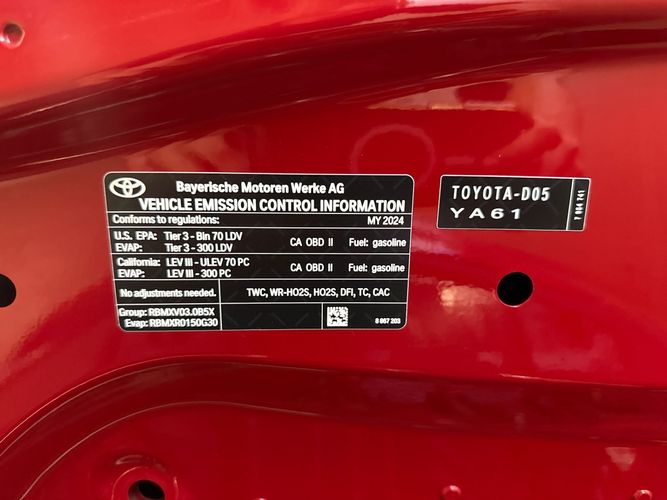 Bayerische Motoren Werke AG
VEHICLE EMISSION CONTROL INFORMATION
Conforms to regulations: MY 2024
U.S. EPA: Tier 3 - Bin 70 LDV
EVAP: Tier 3 - 300 LDV CA OBD II Fuel: gasoline
California: LEV III - ULEV 70 PC
EVAP: LEV III - 300 PC CA OBD II Fuel: gasoline
No adjustments needed. TWC, WR-HO2S, HO2S, DFI, TC, CAC
Group: RBMXV03.0B5X
Evap: RBMXR0150G30 8 867 203
TOYOTA-D05
YA61
7 904 741